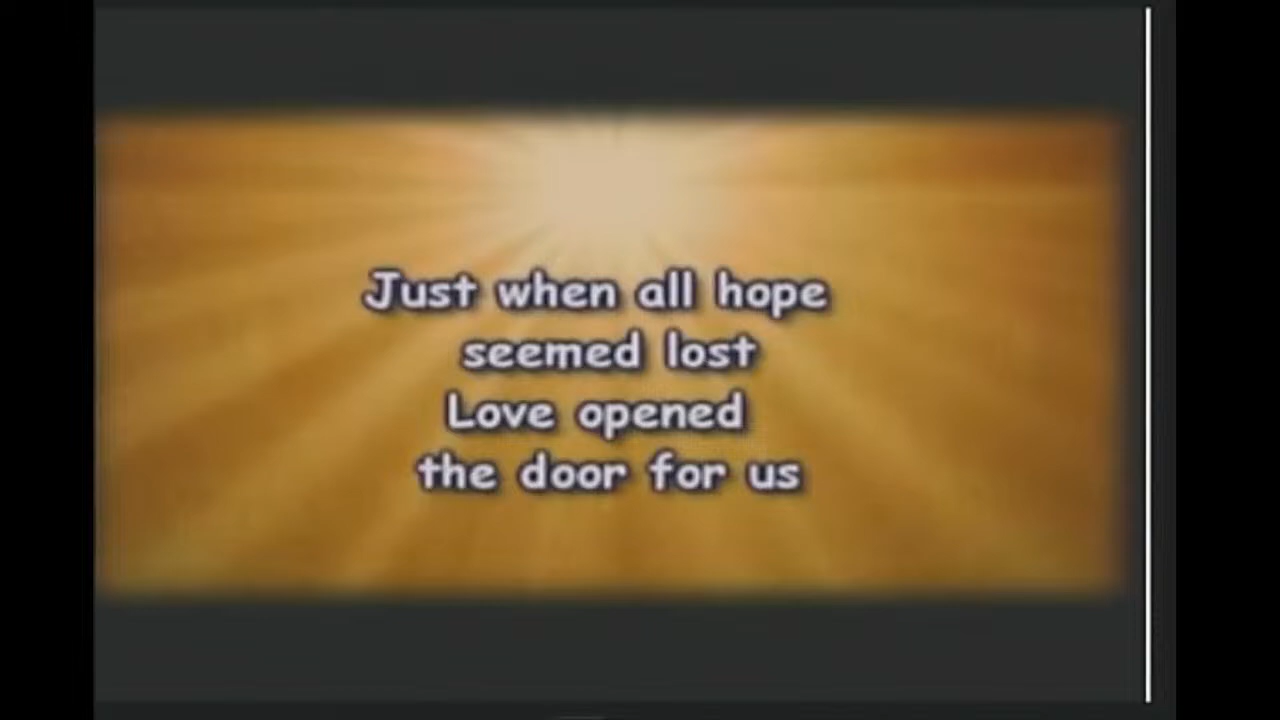 Just when all hope
seemed lost
Love opened
the door for us